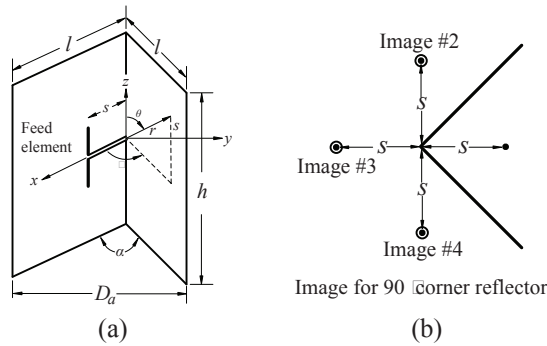 l
l
s
z
θ
r
s
y
Feed
element
x
h
α
Dₐ
(a)
Image #2
S
S
S
Image #3
S
Image #4
Image for 90 corner reflector
(b)